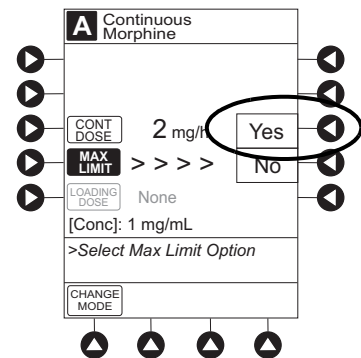 A Continuous
Morphine
CONT
DOSE 2 mg/h Yes
MAX
LIMIT > > > > No
LOADING
DOSE None
[Conc]: 1 mg/mL
>Select Max Limit Option
CHANGE
MODE